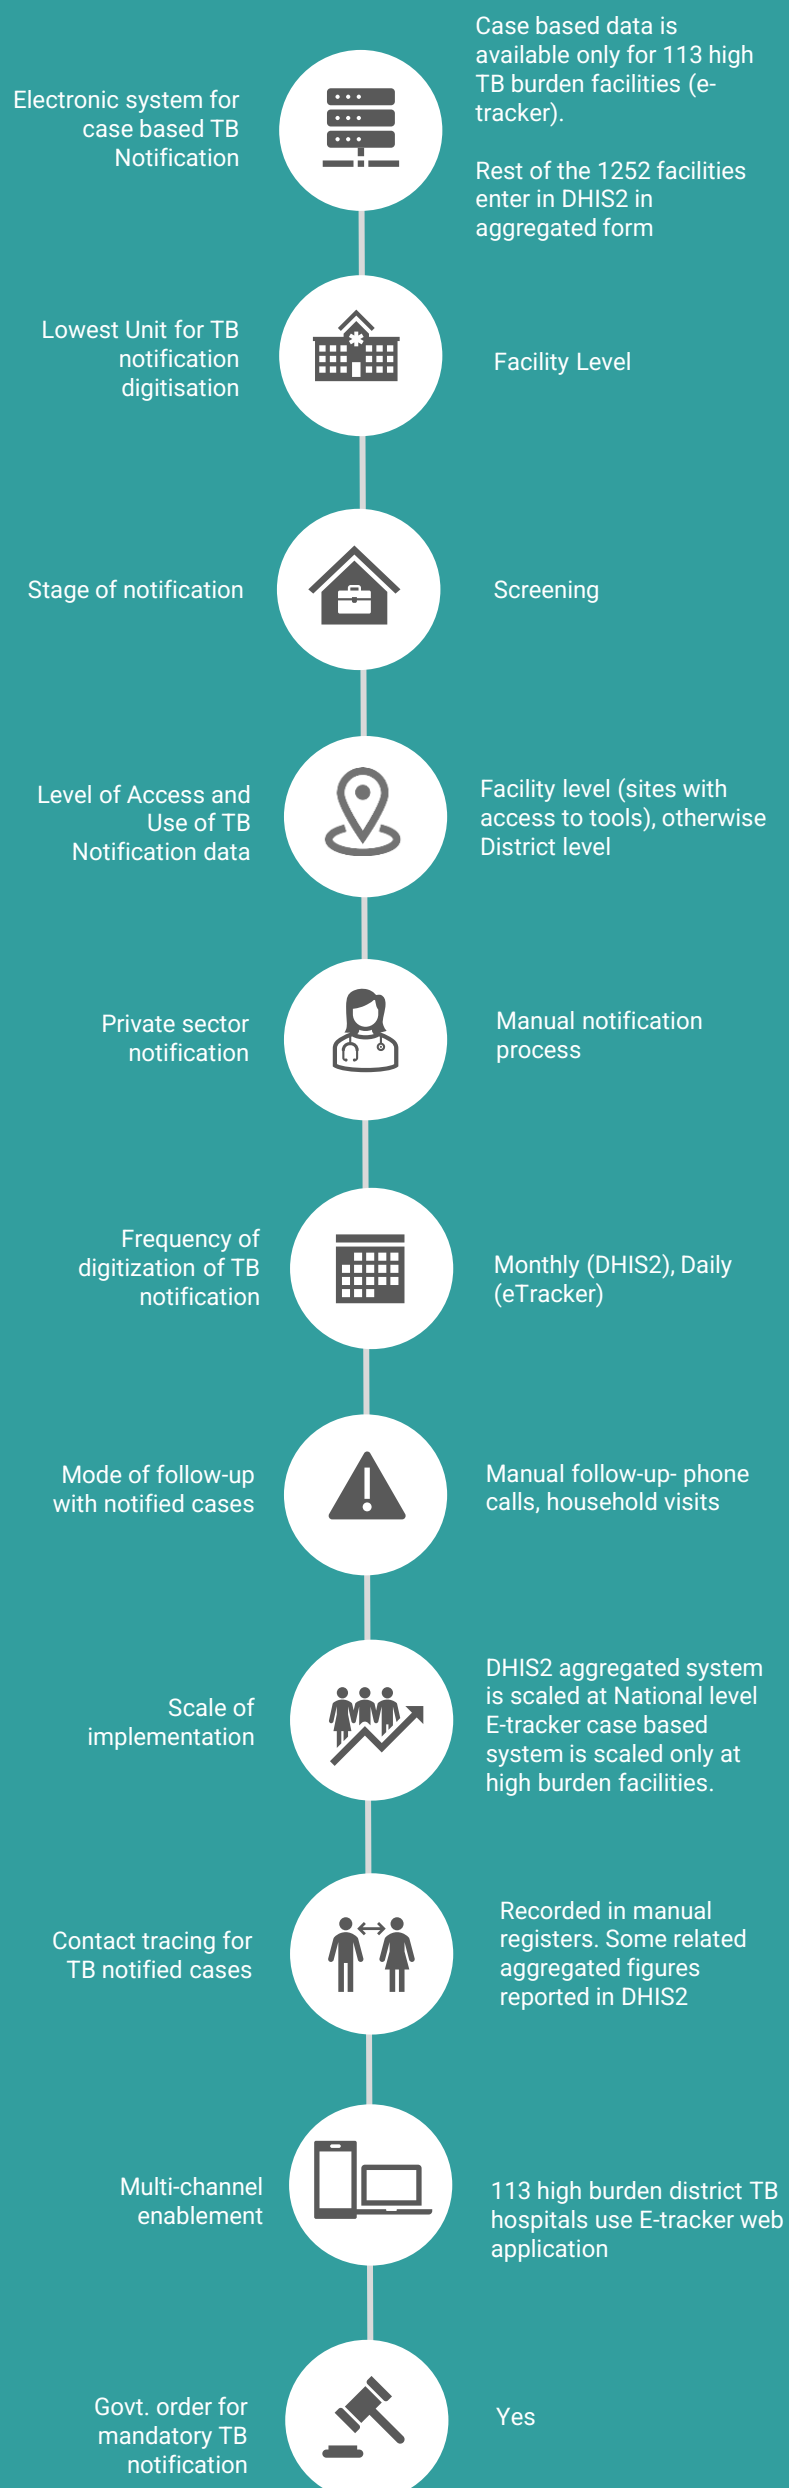 Electronic system for
case based TB
Notification
Case based data is
available only for 113 high
TB burden facilities (e-
tracker).
Rest of the 1252 facilities
enter in DHIS2 in
aggregated form
Lowest Unit for TB
notification
digitisation
Facility Level
Stage of notification
Screening
Level of Access and
Use of TB
Notification data
Facility level (sites with
access to tools), otherwise
District level
Private sector
notification
Manual notification
process
Frequency of
digitization of TB
notification
Monthly (DHIS2), Daily
(eTracker)
Mode of follow-up
with notified cases
Manual follow-up- phone
calls, household visits
Scale of
implementation
DHIS2 aggregated system
is scaled at National level
E-tracker case based
system is scaled only at
high burden facilities.
Contact tracing for
TB notified cases
Recorded in manual
registers. Some related
aggregated figures
reported in DHIS2
Multi-channel
enablement
113 high burden district TB
hospitals use E-tracker web
application
Govt. order for
mandatory TB
notification
Yes